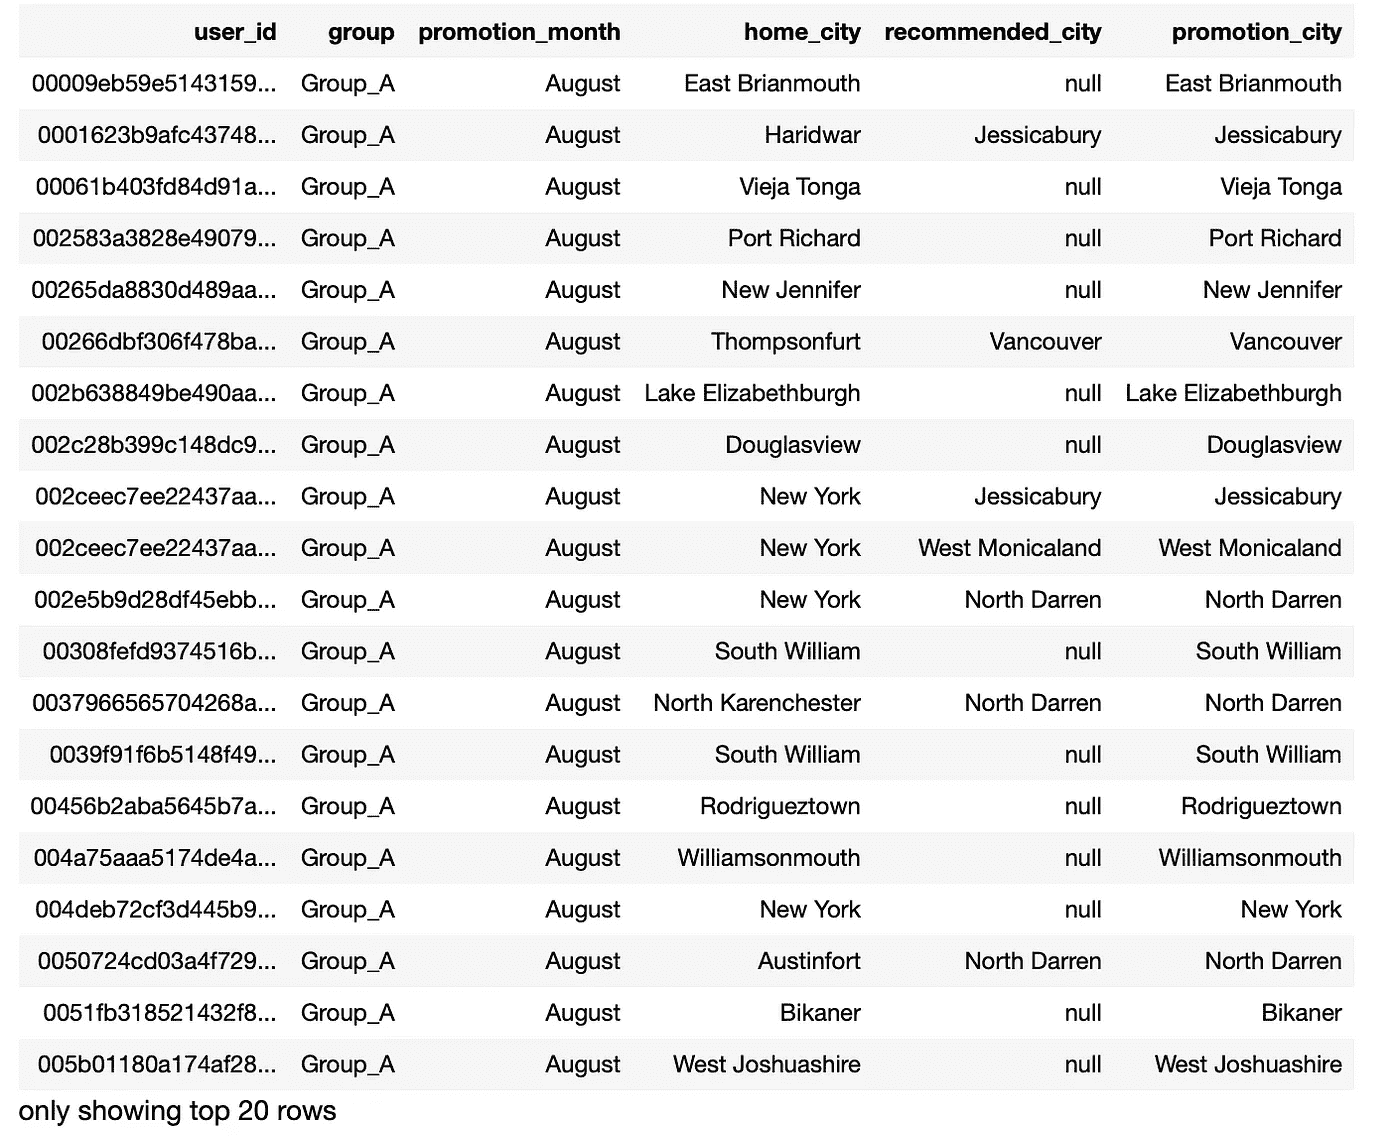 user_id group promotion_month home_city recommended_city promotion_city
00009eb59e5143159... Group_A August East Brianmouth null East Brianmouth
0001623b9afc43748... Group_A August Haridwar Jessicabury Jessicabury
00061b403fd84d91a... Group_A August Vieja Tonga null Vieja Tonga
002583a3828e49079... Group_A August Port Richard null Port Richard
00265da8830d489aa... Group_A August New Jennifer null New Jennifer
00266dbf306f478ba... Group_A August Thompsonfurt Vancouver Vancouver
002b638849be490aa... Group_A August Lake Elizabethburgh null Lake Elizabethburgh
002c28b399c148dc9... Group_A August Douglasview null Douglasview
002ceec7ee22437aa... Group_A August New York Jessicabury Jessicabury
002ceec7ee22437aa... Group_A August New York West Monicaland West Monicaland
002e5b9d28df45ebb... Group_A August New York North Darren North Darren
00308fefd9374516b... Group_A August South William null South William
0037966565704268a... Group_A August North Karenchester North Darren North Darren
0039f91f6b5148f49... Group_A August South William null South William
00456b2aba5645b7a... Group_A August Rodrigueztown null Rodrigueztown
004a75aaa5174de4a... Group_A August Williamsonmouth null Williamsonmouth
004deb72cf3d445b9... Group_A August New York null New York
0050724cd03a4f729... Group_A August Austinfort North Darren North Darren
0051fb318521432f8... Group_A August Bikaner null Bikaner
005b01180a174af28... Group_A August West Joshuashire null West Joshuashire
only showing top 20 rows